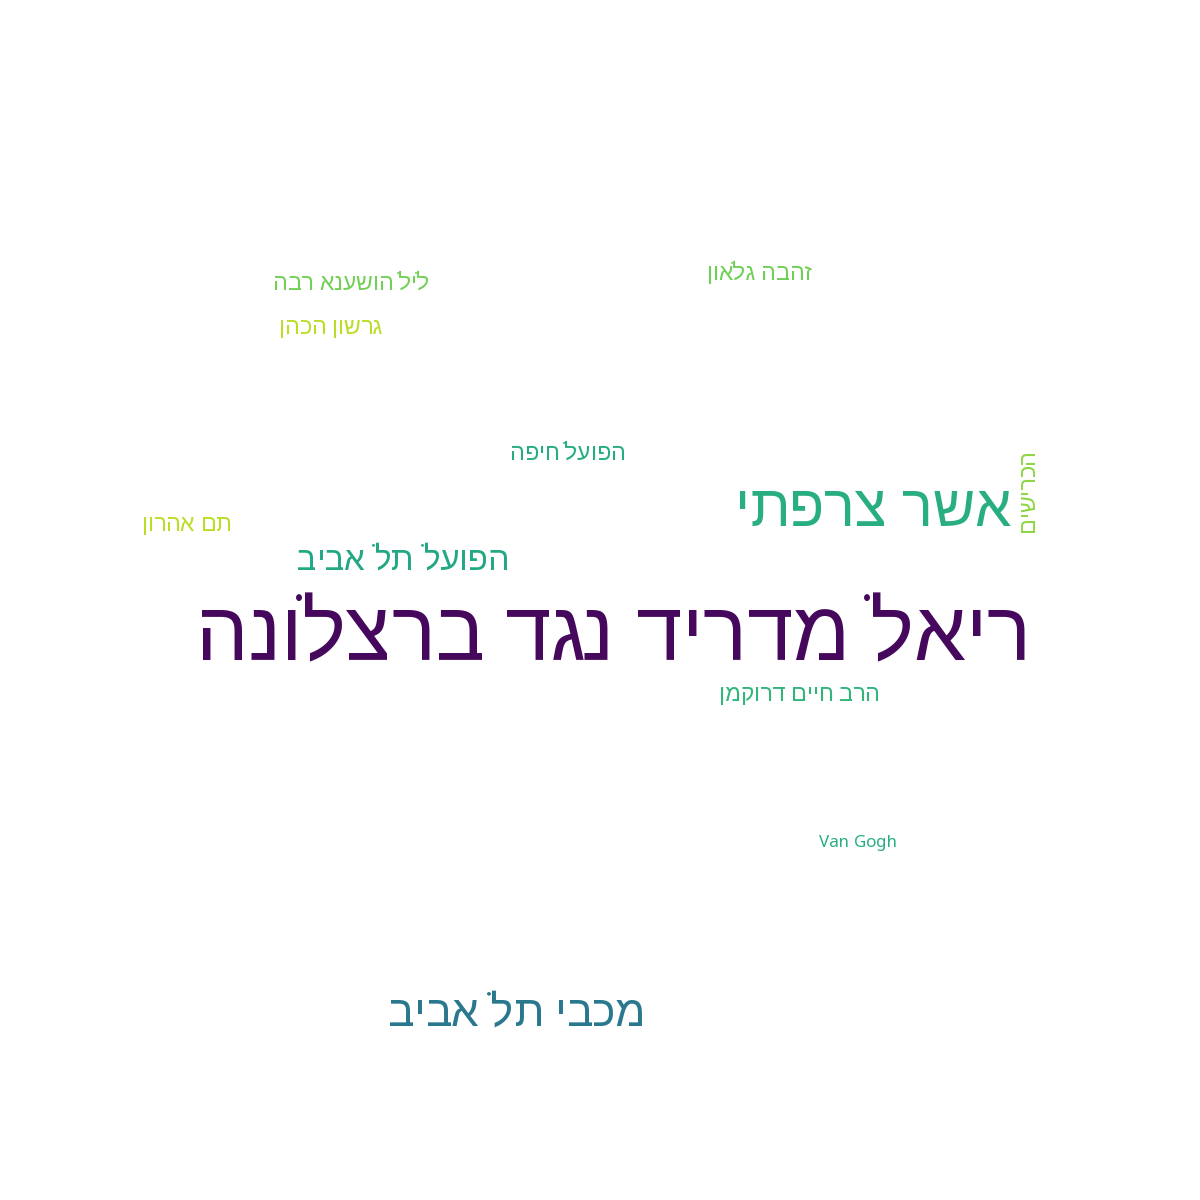 זהבה גלאון
ליל הושענא רבה
גרשון הכהן
הפועל חיפה
הכרישים
אשר צרפתי
תם אהרון
הפועל תל אביב
ריאל מדריד נגד ברצלונה
הרב חיים דרוקמן
Van Gogh
מכבי תל אביב